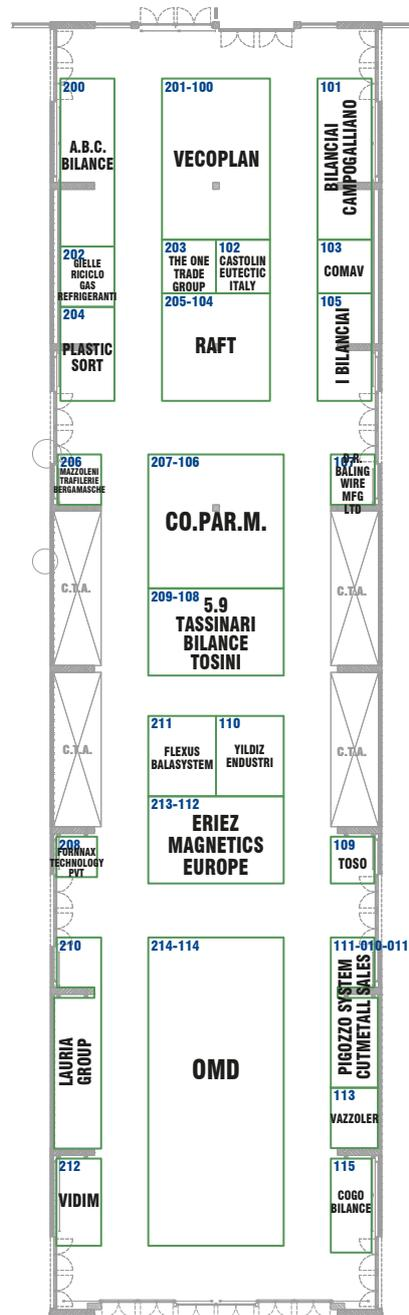 200
A.B.C.
BILANCE
201-100
VECOPLAN
101
BILANCIAI
CAMPOGALLIANO
202
GIELLE
RICICLO
GAS
REFRIGERANTI
203
THE ONE
TRADE
GROUP
102
CASTOLIN
EUTECTIC
ITALY
103
COMAV
204
PLASTIC
SORT
205-104
RAFT
105
I BILANCIAI
206
MAZZOLENI
TRAFILERIE
BERGAMASCHE
207-106
CO.PAR.M.
107
D.R.
BALING
WIRE
MFG
LTD
C.T.A.
209-108
5.9
TASSINARI
BILANCE
TOSINI
C.T.A.
C.T.A.
211
FLEXUS
BALASYSTEM
110
YILDIZ
ENDUSTRI
C.T.A.
208
FORNNAX
TECHNOLOGY
PVT
213-112
ERIEZ
MAGNETICS
EUROPE
109
TOSO
210
LAURIA
GROUP
214-114
OMD
111-010-011
PIGOZZO SYSTEM
CUTMETALL SALES
113
VAZZOLER
212
VIDIM
115
COGO
BILANCE